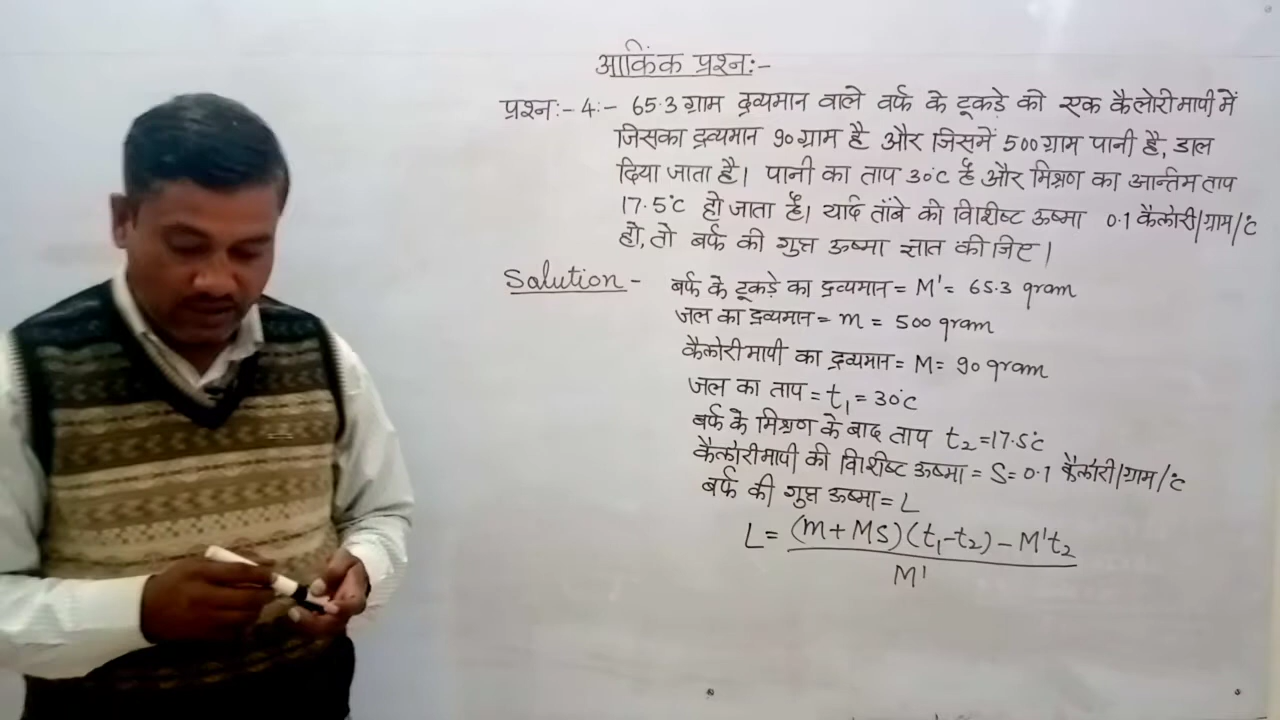 आंकिक प्रश्न:-
प्रश्न:- 4:- 65.3 ग्राम द्रव्यमान वाले बर्फ के टूकड़े को एक कैलोरीमापी में
जिसका द्रव्यमान 90 ग्राम है और जिसमें 500 ग्राम पानी है, डाल
दिया जाता है। पानी का ताप 30°C है और मिश्रण का अन्तिम ताप
17.5°C हो जाता है। यदि ताँबे की विशिष्ट ऊष्मा 0.1 कैलोरी/ग्राम/°C
हो, तो बर्फ की गुप्त ऊष्मा ज्ञात कीजिए।
Solution - बर्फ के टूकड़े का द्रव्यमान = M' = 65.3 gram
जल का द्रव्यमान = m = 500 gram
कैलोरीमापी का द्रव्यमान = M = 90 gram
जल का ताप = t₁ = 30°C
बर्फ के मिश्रण के बाद ताप t₂ = 17.5°C
कैलोरीमापी की विशिष्ट ऊष्मा = S = 0.1 कैलोरी/ग्राम/°C
बर्फ की गुप्त ऊष्मा = L
L = (m + MS) (t₁-t₂) - M't₂
M'